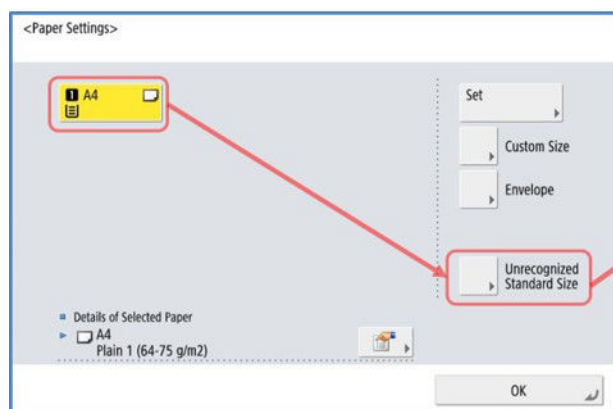 <Paper Settings>
1 A4
Set
Custom Size
Envelope
Unrecognized
Standard Size
Details of Selected Paper
A4
Plain 1 (64-75 g/m2)
OK